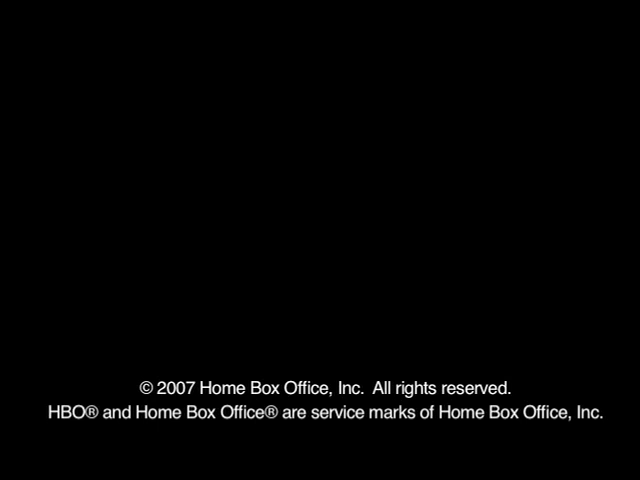 © 2007 Home Box Office, Inc.  All rights reserved.
HBO® and Home Box Office® are service marks of Home Box Office, Inc.